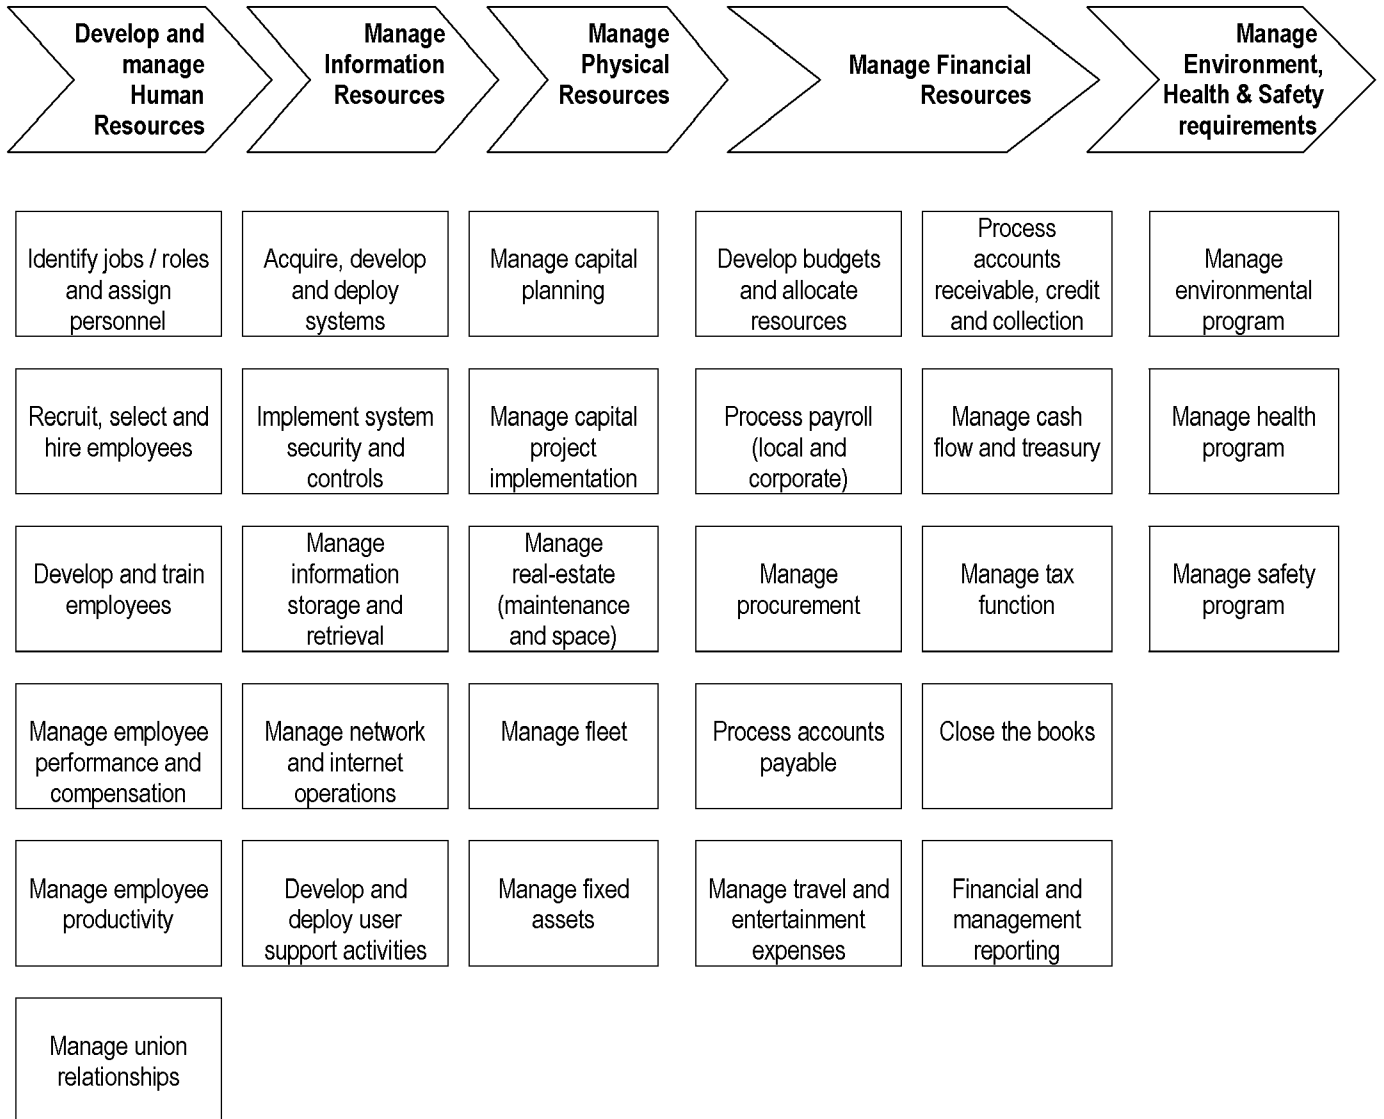 Develop and
manage
Human
Resources
Manage
Information
Resources
Manage
Physical
Resources
Manage Financial
Resources
Manage
Environment,
Health & Safety
requirements
Identify jobs / roles
and assign
personnel
Acquire, develop
and deploy
systems
Manage capital
planning
Develop budgets
and allocate
resources
Process
accounts
receivable, credit
and collection
Manage
environmental
program
Recruit, select and
hire employees
Implement system
security and
controls
Manage capital
project
implementation
Process payroll
(local and
corporate)
Manage cash
flow and treasury
Manage health
program
Develop and train
employees
Manage
information
storage and
retrieval
Manage
real-estate
(maintenance
and space)
Manage
procurement
Manage tax
function
Manage safety
program
Manage employee
performance and
compensation
Manage network
and internet
operations
Manage fleet
Process accounts
payable
Close the books
Manage employee
productivity
Develop and
deploy user
support activities
Manage fixed
assets
Manage travel and
entertainment
expenses
Financial and
management
reporting
Manage union
relationships